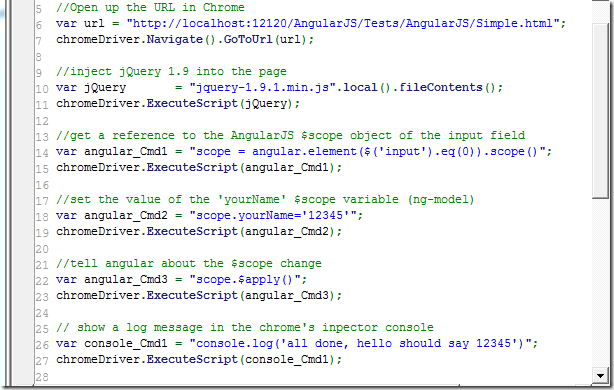 5 //Open up the URL in Chrome
6 var url = "http://localhost:12120/AngularJS/Tests/AngularJS/Simple.html";
7 chromeDriver.Navigate().GoToUrl(url);
8
9 //inject jQuery 1.9 into the page
10 var jQuery = "jquery-1.9.1.min.js".local().fileContents();
11 chromeDriver.ExecuteScript(jQuery);
12
13 //get a reference to the AngularJS $scope object of the input field
14 var angular_Cmd1 = "scope = angular.element($('input').eq(0)).scope()";
15 chromeDriver.ExecuteScript(angular_Cmd1);
16
17 //set the value of the 'yourName' $scope variable (ng-model)
18 var angular_Cmd2 = "scope.yourName='12345'";
19 chromeDriver.ExecuteScript(angular_Cmd2);
20
21 //tell angular about the $scope change
22 var angular_Cmd3 = "scope.$apply()";
23 chromeDriver.ExecuteScript(angular_Cmd3);
24
25 // show a log message in the chrome's inpector console
26 var console_Cmd1 = "console.log('all done, hello should say 12345')";
27 chromeDriver.ExecuteScript(console_Cmd1);
28